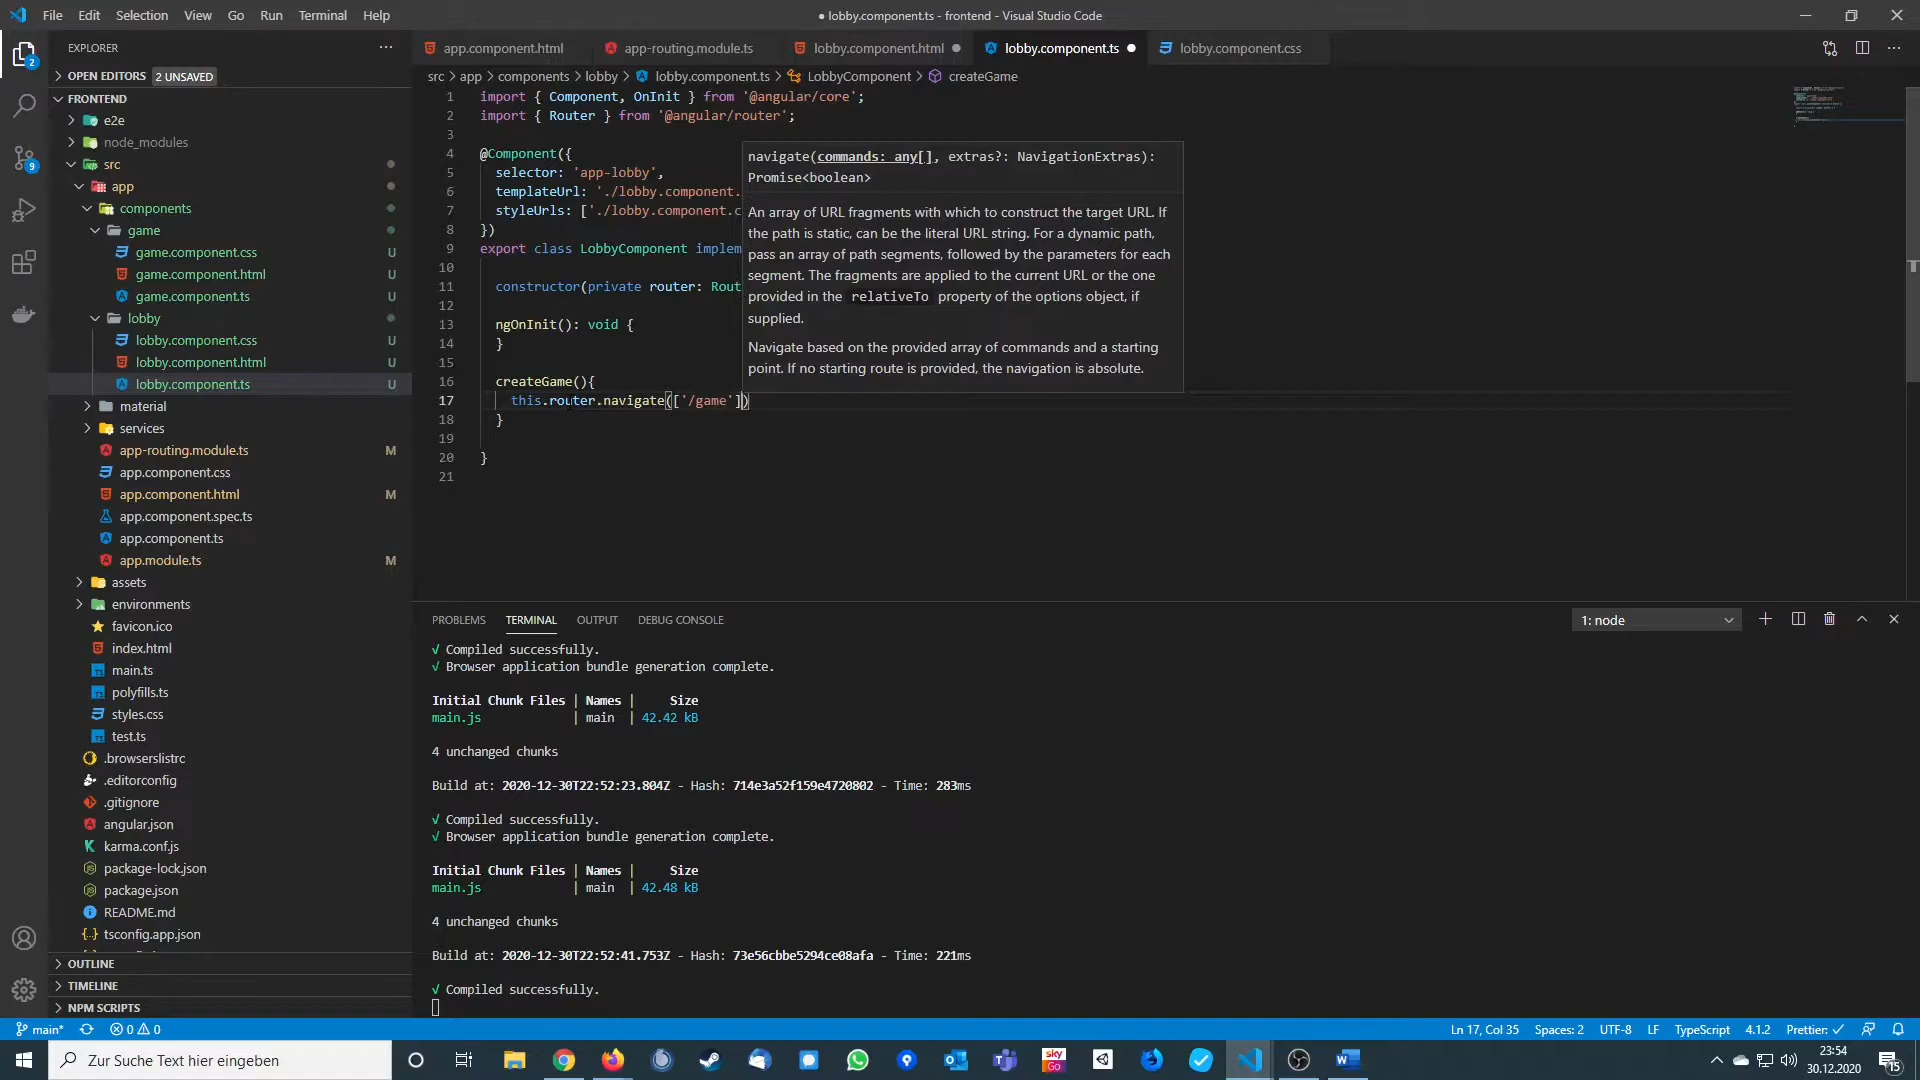 File Edit Selection View Go Run Terminal Help
● lobby.component.ts - frontend - Visual Studio Code
EXPLORER
app.component.html
app-routing.module.ts
lobby.component.html
lobby.component.ts
lobby.component.css
OPEN EDITORS 2 UNSAVED
src > app > components > lobby > lobby.component.ts > LobbyComponent > createGame
FRONTEND
e2e
node_modules
src
app
components
game
game.component.css U
game.component.html U
game.component.ts U
lobby
lobby.component.css U
lobby.component.html U
lobby.component.ts U
material
services
app-routing.module.ts M
app.component.css
app.component.html M
app.component.spec.ts
app.component.ts
app.module.ts M
assets
environments
favicon.ico
index.html
main.ts
polyfills.ts
styles.css
test.ts
.browserslistrc
.editorconfig
.gitignore
angular.json
karma.conf.js
package-lock.json
package.json
README.md
tsconfig.app.json
OUTLINE
TIMELINE
NPM SCRIPTS
1 import { Component, OnInit } from '@angular/core';
2 import { Router } from '@angular/router';
3
4 @Component({
5 selector: 'app-lobby',
6 templateUrl: './lobby.component.
7 styleUrls: ['./lobby.component.c
8 })
9 export class LobbyComponent implem
10
11 constructor(private router: Rout
12
13 ngOnInit(): void {
14 }
15
16 createGame(){
17 this.router.navigate(['/game'])
18 }
19
20 }
21
navigate(commands: any[], extras?: NavigationExtras):
Promise<boolean>
An array of URL fragments with which to construct the target URL. If
the path is static, can be the literal URL string. For a dynamic path,
pass an array of path segments, followed by the parameters for each
segment. The fragments are applied to the current URL or the one
provided in the relativeTo property of the options object, if
supplied.
Navigate based on the provided array of commands and a starting
point. If no starting route is provided, the navigation is absolute.
PROBLEMS TERMINAL OUTPUT DEBUG CONSOLE
1: node
√ Compiled successfully.
√ Browser application bundle generation complete.
Initial Chunk Files | Names | Size
main.js | main | 42.42 kB
4 unchanged chunks
Build at: 2020-12-30T22:52:23.804Z - Hash: 714e3a52f159e4720802 - Time: 283ms
√ Compiled successfully.
√ Browser application bundle generation complete.
Initial Chunk Files | Names | Size
main.js | main | 42.48 kB
4 unchanged chunks
Build at: 2020-12-30T22:52:41.753Z - Hash: 73e56cbbe5294ce08afa - Time: 221ms
√ Compiled successfully.
main* 0 0
Ln 17, Col 35 Spaces: 2 UTF-8 LF TypeScript 4.1.2 Prettier: ✓
Zur Suche Text hier eingeben
23:54
30.12.2020